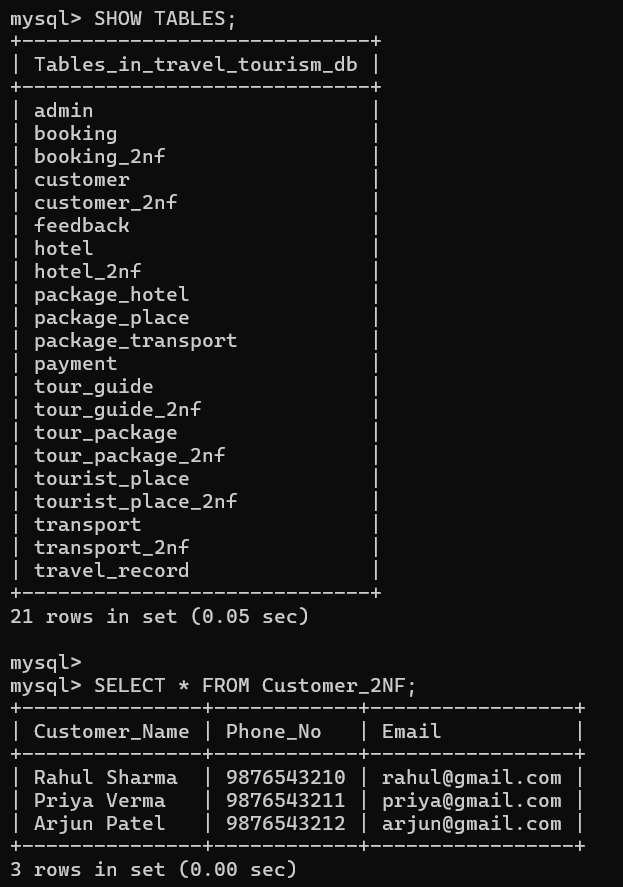 mysql> SHOW TABLES;
+-----------------------------+
| Tables_in_travel_tourism_db |
+-----------------------------+
| admin                       |
| booking                     |
| booking_2nf                 |
| customer                    |
| customer_2nf                |
| feedback                    |
| hotel                       |
| hotel_2nf                   |
| package_hotel               |
| package_place               |
| package_transport           |
| payment                     |
| tour_guide                  |
| tour_guide_2nf              |
| tour_package                |
| tour_package_2nf            |
| tourist_place               |
| tourist_place_2nf           |
| transport                   |
| transport_2nf               |
| travel_record               |
+-----------------------------+
21 rows in set (0.05 sec)

mysql>
mysql> SELECT * FROM Customer_2NF;
+---------------+------------+-----------------+
| Customer_Name | Phone_No   | Email           |
+---------------+------------+-----------------+
| Rahul Sharma  | 9876543210 | rahul@gmail.com |
| Priya Verma   | 9876543211 | priya@gmail.com |
| Arjun Patel   | 9876543212 | arjun@gmail.com |
+---------------+------------+-----------------+
3 rows in set (0.00 sec)